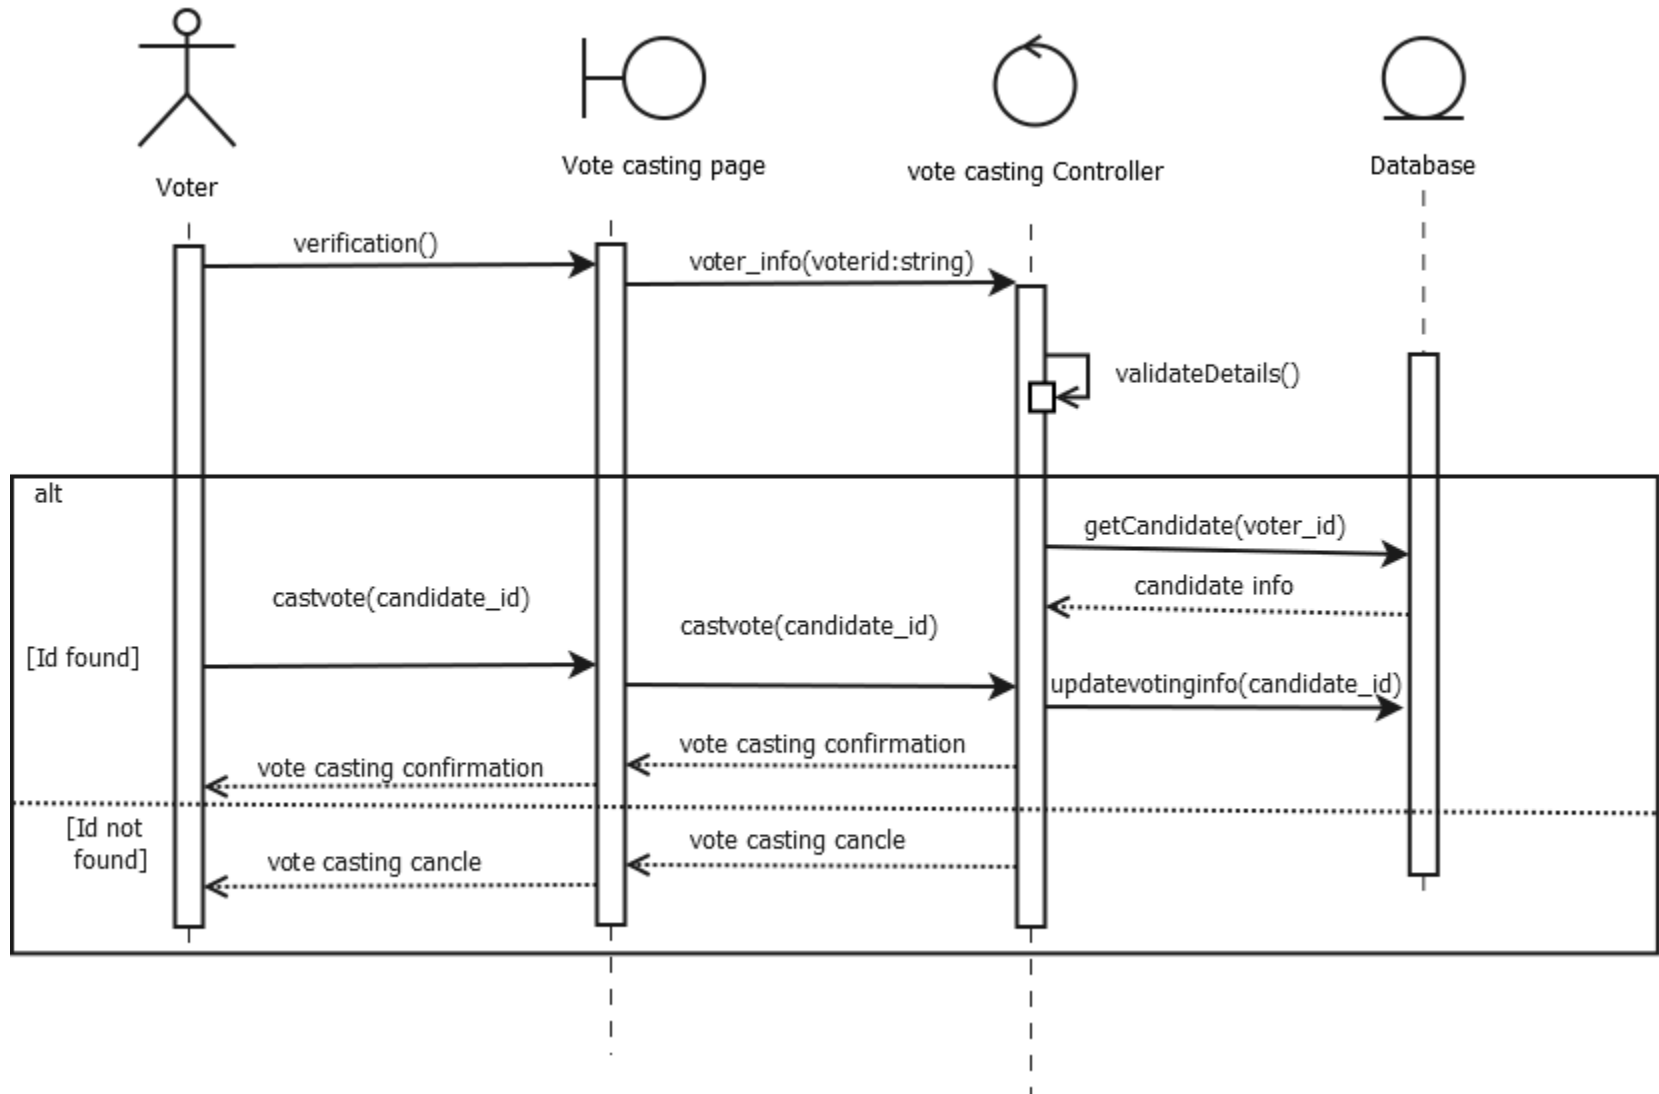 Voter
Vote casting page
vote casting Controller
Database
verification()
voter_info(voterid:string)
validateDetails()
alt
getCandidate(voter_id)
candidate info
castvote(candidate_id)
castvote(candidate_id)
[Id found]
updatevotinginfo(candidate_id)
vote casting confirmation
vote casting confirmation
[Id not
found]
vote casting cancle
vote casting cancle